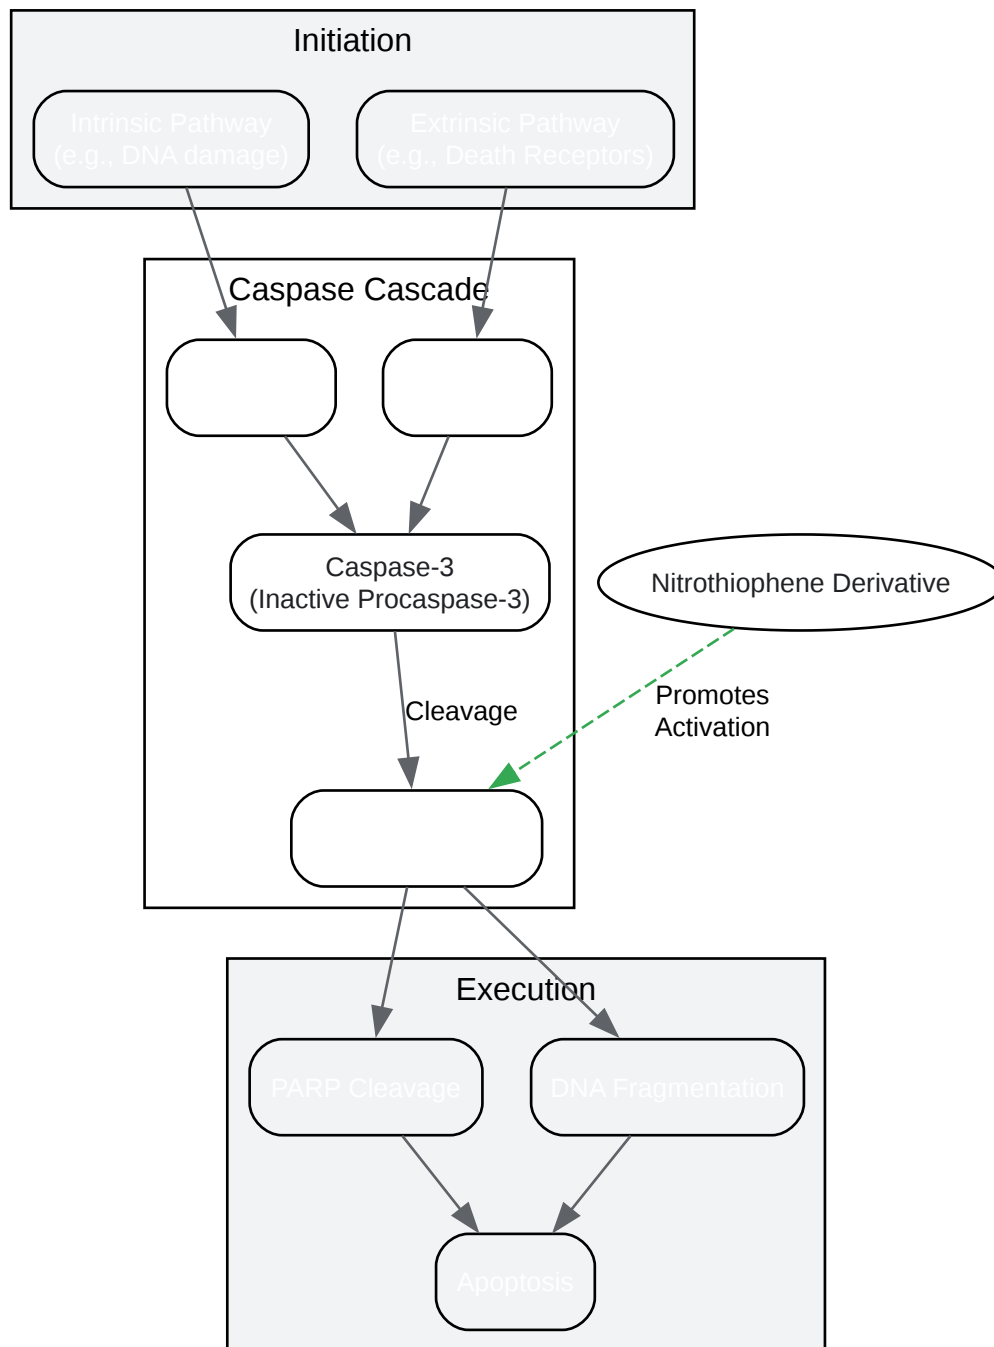 Initiation
Intrinsic Pathway
(e.g., DNA damage)
Extrinsic Pathway
(e.g., Death Receptors)
Caspase Cascade
Caspase-3
(Inactive Procaspase-3)
Nitrothiophene Derivative
Cleavage
Promotes
Activation
Execution
PARP Cleavage
DNA Fragmentation
Apoptosis